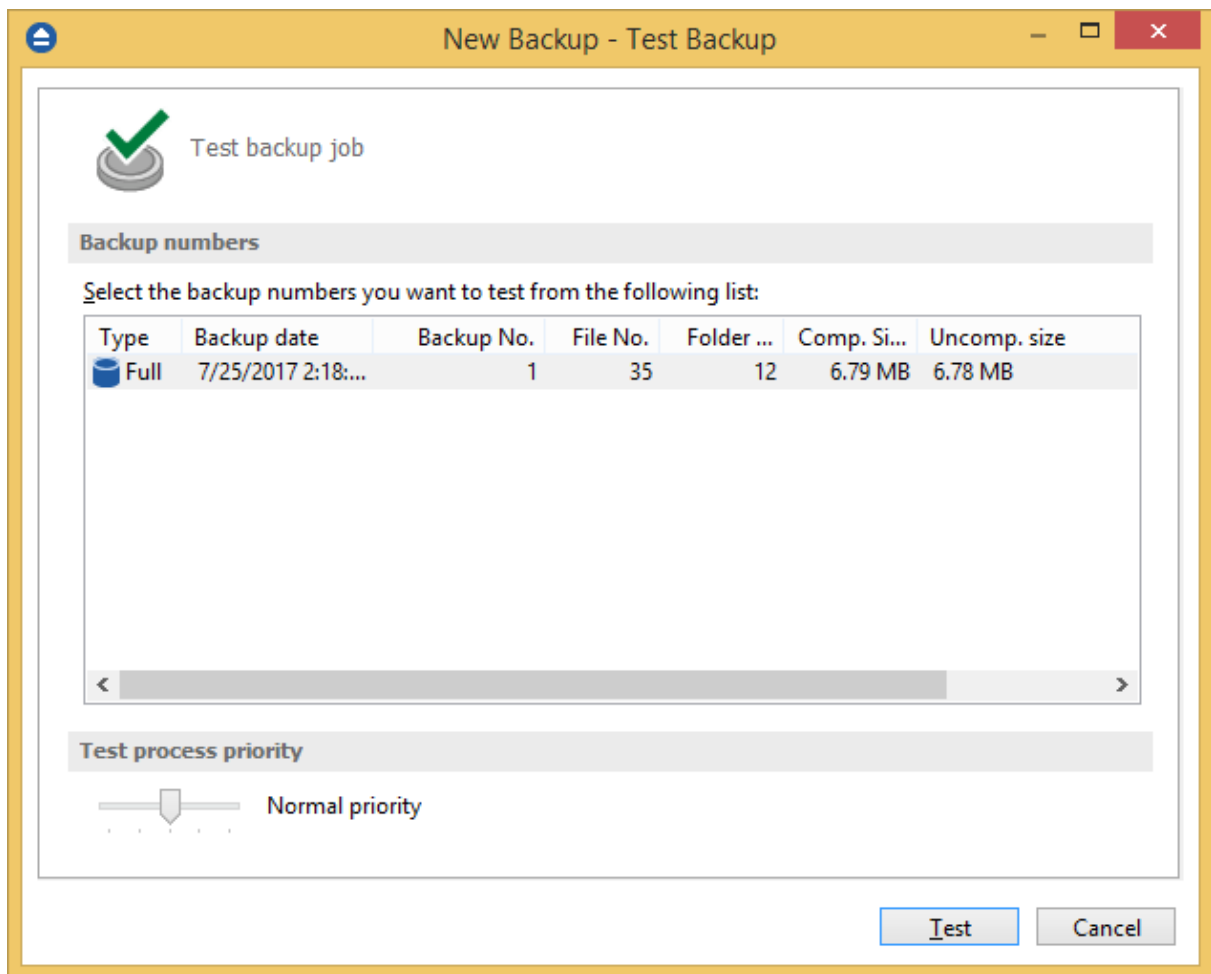 New Backup - Test Backup
Test backup job
Backup numbers
Select the backup numbers you want to test from the following list:
Type Backup date Backup No. File No. Folder ... Comp. Si... Uncomp. size
Full 7/25/2017 2:18:... 1 35 12 6.79 MB 6.78 MB
Test process priority
Normal priority
Test Cancel